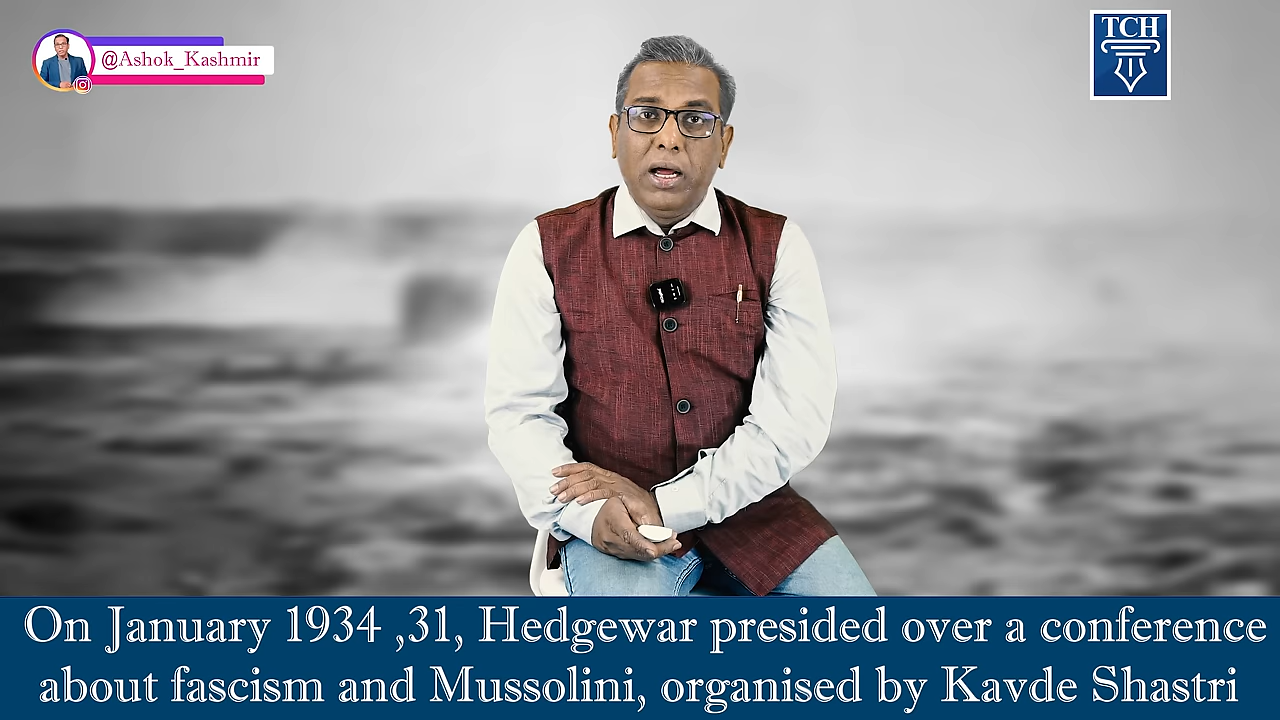 @Ashok_Kashmir
TCH
On January 1934 ,31, Hedgewar presided over a conference
about fascism and Mussolini, organised by Kavde Shastri